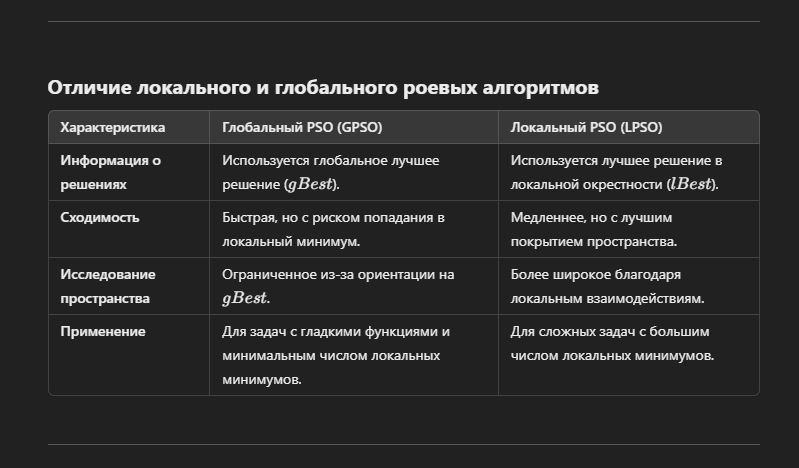 Отличие локального и глобального роевых алгоритмов
Характеристика
Глобальный PSO (GPSO)
Локальный PSO (LPSO)
Информация о
решениях
Используется глобальное лучшее
решение (gBest).
Используется лучшее решение в
локальной окрестности (lBest).
Сходимость
Быстрая, но с риском попадания в
локальный минимум.
Медленнее, но с лучшим
покрытием пространства.
Исследование
пространства
Ограниченное из-за ориентации на
gBest.
Более широкое благодаря
локальным взаимодействиям.
Применение
Для задач с гладкими функциями и
минимальным числом локальных
минимумов.
Для сложных задач с большим
числом локальных минимумов.